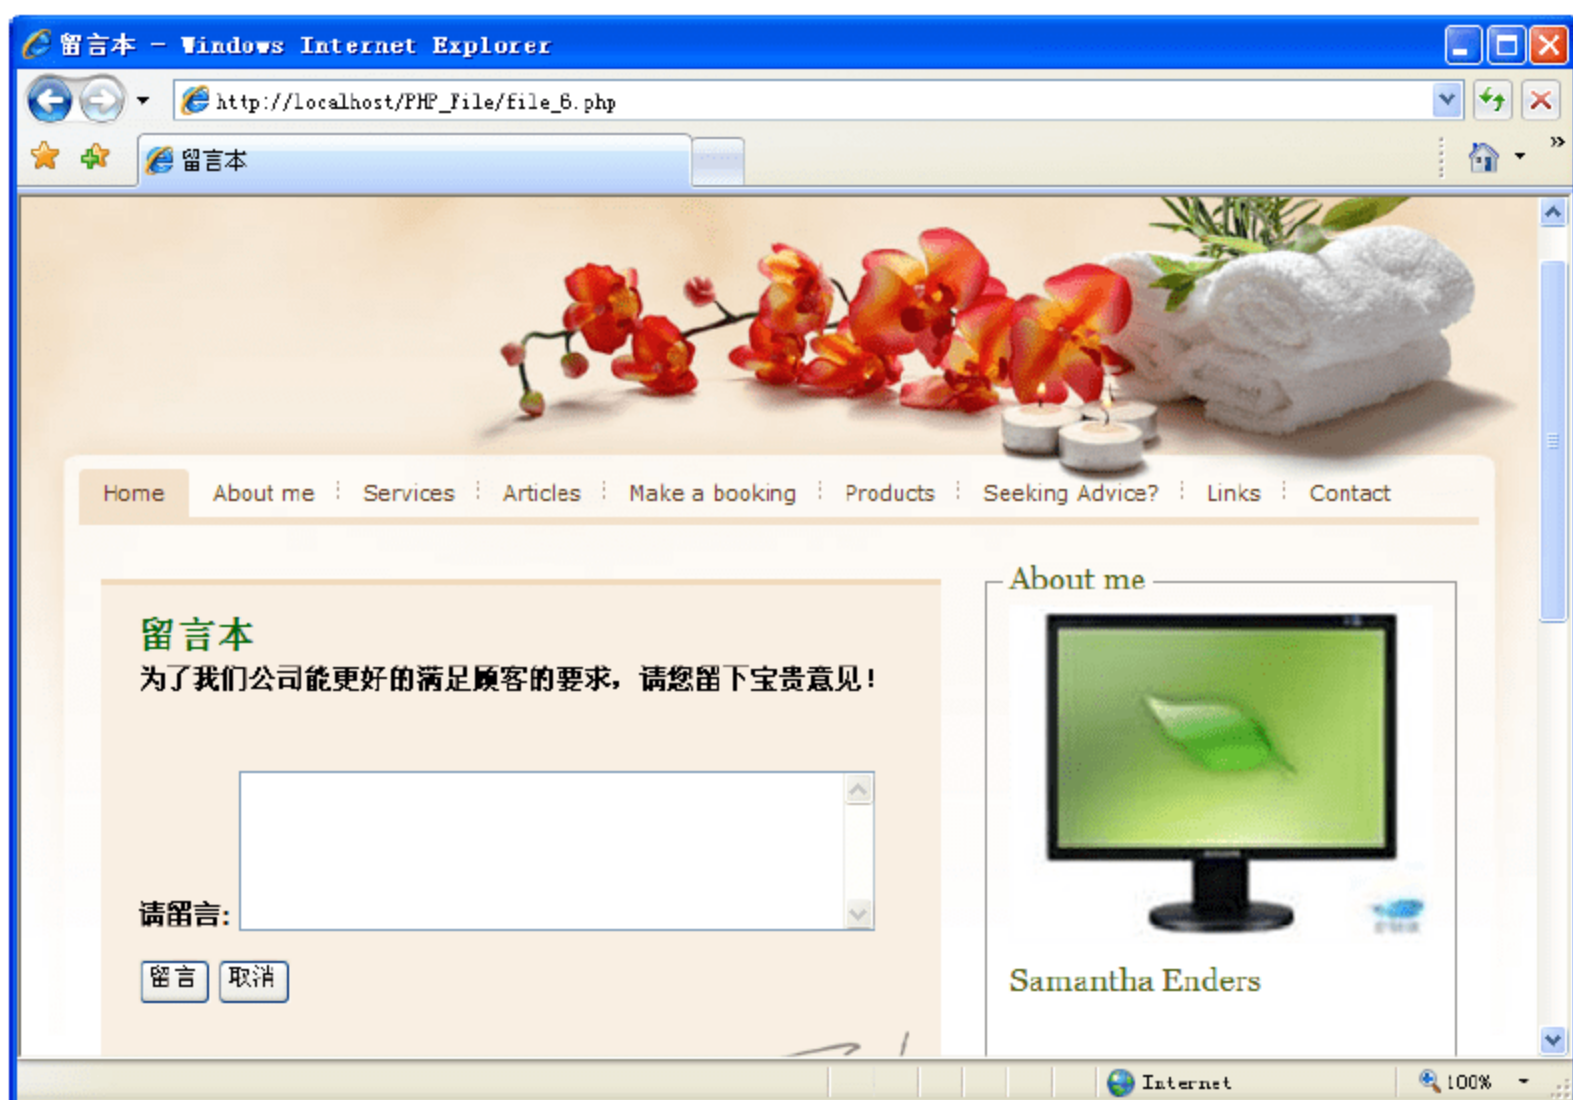 留言本 - Windows Internet Explorer
http://localhost/PHP_File/file_6.php
留言本
Home About me Services Articles Make a booking Products Seeking Advice? Links Contact
留言本
为了我们公司能更好的满足顾客的要求，请您留下宝贵意见！
请留言:
留言 取消
About me
Samantha Enders
Internet 100%